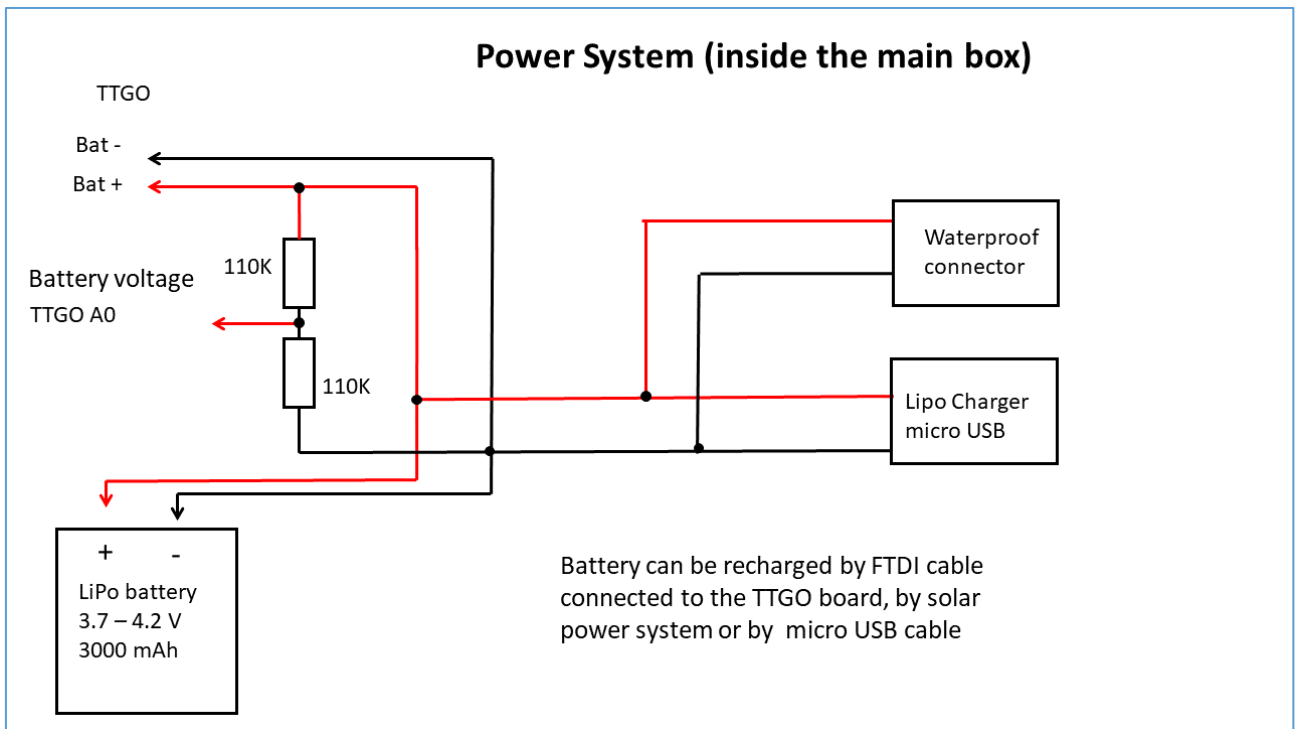 Power System (inside the main box)
TTGO
Bat -
Bat +
110K
Battery voltage
TTGO A0
110K
Waterproof
connector
Lipo Charger
micro USB
+ -
LiPo battery
3.7 – 4.2 V
3000 mAh
Battery can be recharged by FTDI cable
connected to the TTGO board, by solar
power system or by micro USB cable